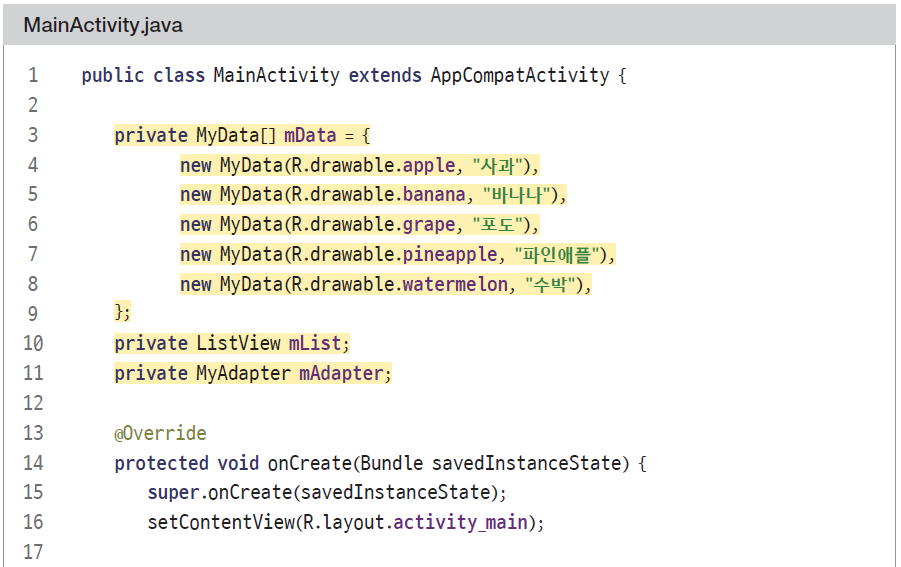 MainActivity.java
1 public class MainActivity extends AppCompatActivity {
2
3 private MyData[] mData = {
4 new MyData(R.drawable.apple, "사과"),
5 new MyData(R.drawable.banana, "바나나"),
6 new MyData(R.drawable.grape, "포도"),
7 new MyData(R.drawable.pineapple, "파인애플"),
8 new MyData(R.drawable.watermelon, "수박"),
9 };
10 private ListView mList;
11 private MyAdapter mAdapter;
12
13 @Override
14 protected void onCreate(Bundle savedInstanceState) {
15 super.onCreate(savedInstanceState);
16 setContentView(R.layout.activity_main);
17